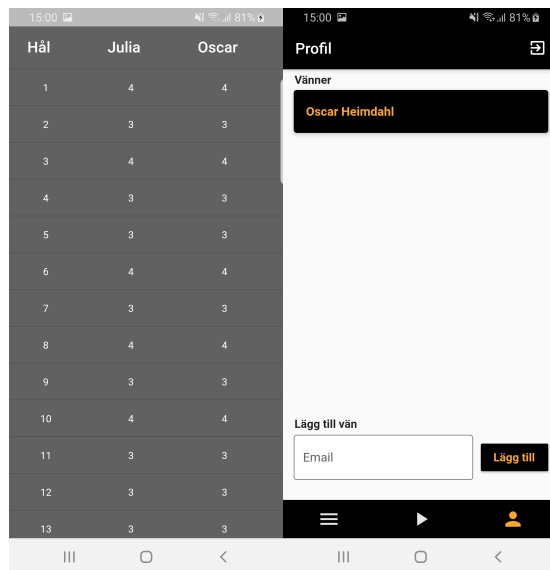 15:00 81%
Hål Julia Oscar
1 4 4
2 3 3
3 4 4
4 3 3
5 3 3
6 4 4
7 3 3
8 4 4
9 3 3
10 4 4
11 3 3
12 3 3
13 3 3
15:00 81%
Profil
Vänner
Oscar Heimdahl
Lägg till vän
Email Lägg till